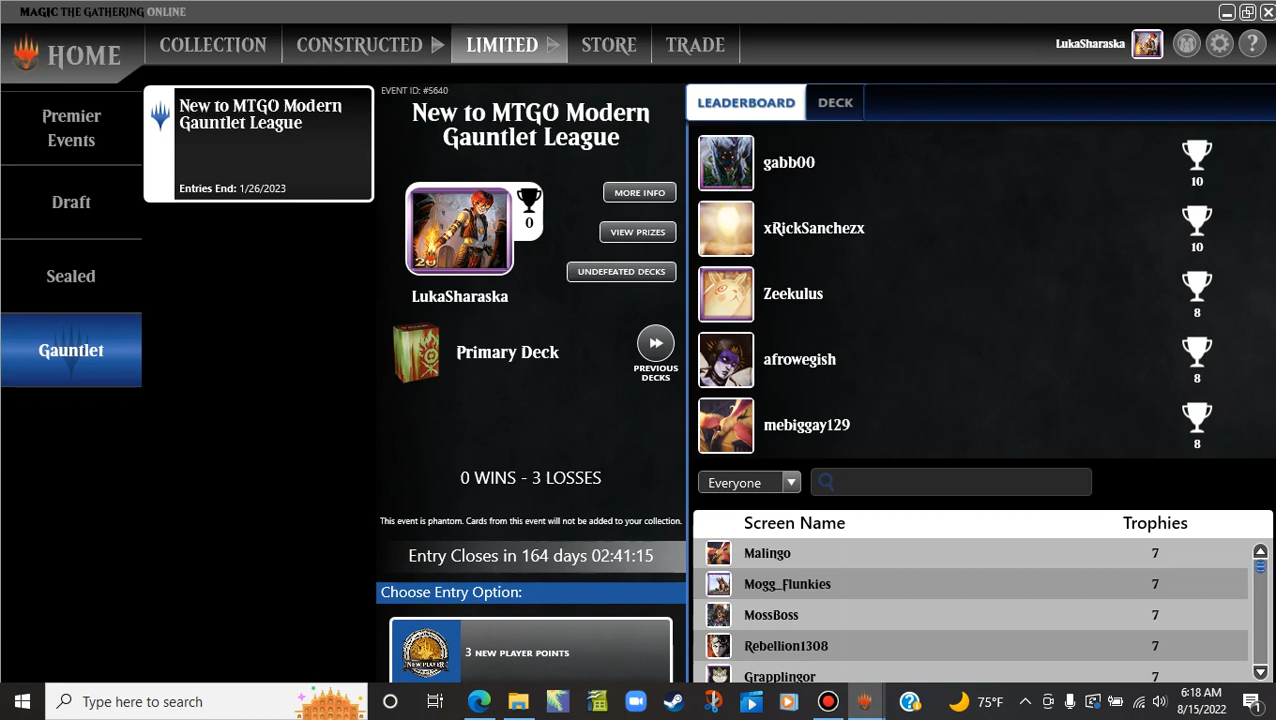 MAGIC THE GATHERING ONLINE
HOME
COLLECTION
CONSTRUCTED
LIMITED
STORE
TRADE
LukaSharaska
?
Premier
Events
Draft
Sealed
Gauntlet
New to MTGO Modern
Gauntlet League
Entries End: 1/26/2023
EVENT ID: #5640
New to MTGO Modern
Gauntlet League
0
MORE INFO
VIEW PRIZES
UNDEFEATED DECKS
LukaSharaska
Primary Deck
PREVIOUS
DECKS
0 WINS - 3 LOSSES
This event is phantom. Cards from this event will not be added to your collection.
Entry Closes in 164 days 02:41:15
Choose Entry Option:
NEW PLAYER
3 NEW PLAYER POINTS
LEADERBOARD
DECK
gabb00
10
xRickSanchezx
10
Zeekulus
8
afrowegish
8
mebiggay129
8
Everyone
Screen Name Trophies
Malingo 7
Mogg_Flunkies 7
MossBoss 7
Rebellion1308 7
Grapplingor 7
Type here to search
75°F
6:18 AM
8/15/2022
1